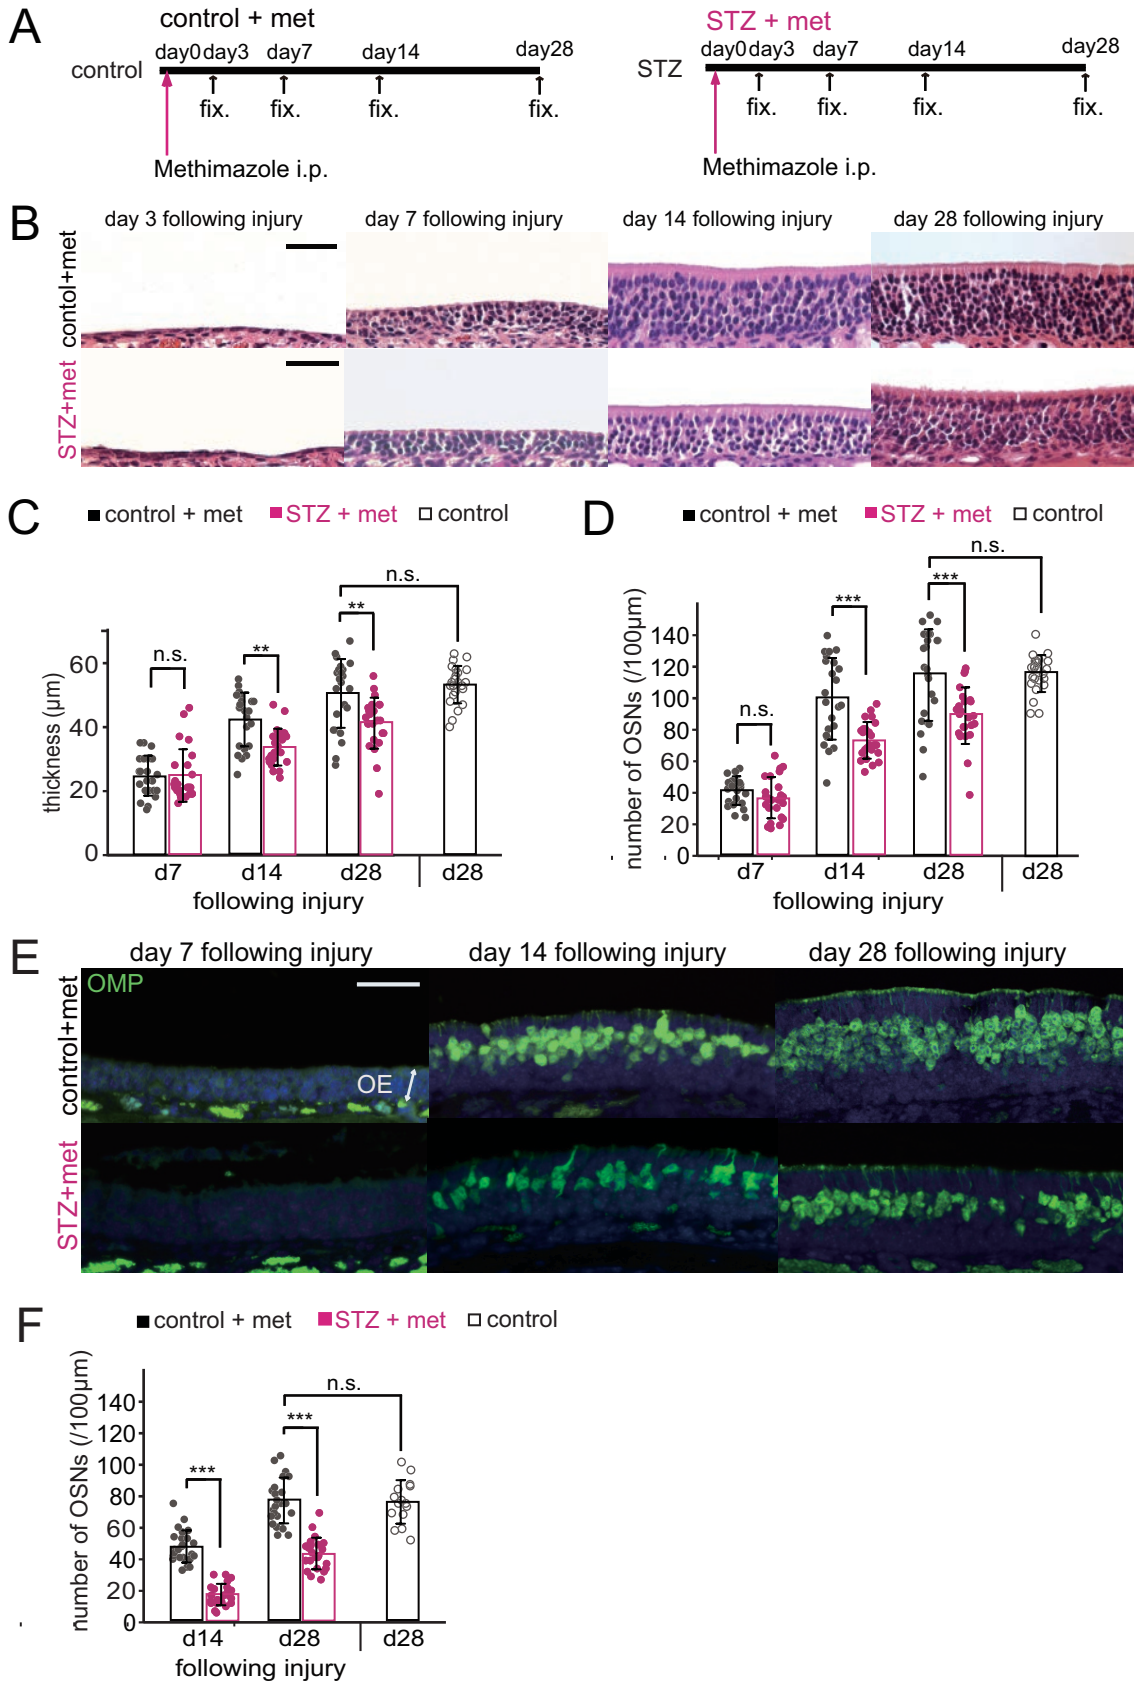 A
control + met
day0 day3 day7 day14 day28
control
fix. fix. fix. fix.
Methimazole i.p.
STZ + met
day0 day3 day7 day14 day28
STZ
fix. fix. fix. fix.
Methimazole i.p.
B
day 3 following injury
day 7 following injury
day 14 following injury
day 28 following injury
contol+met
STZ+met
C
control + met STZ + met control
thickness (μm)
60
40
20
0
n.s.
**
**
n.s.
d7 d14 d28 d28
following injury
D
control + met STZ + met control
number of OSNs (/100μm)
140
120
100
80
60
40
20
0
n.s.
***
***
n.s.
d7 d14 d28 d28
following injury
E
day 7 following injury
day 14 following injury
day 28 following injury
control+met
OMP
OE
STZ+met
F
control + met STZ + met control
number of OSNs (/100μm)
140
120
100
80
60
40
20
0
***
***
n.s.
d14 d28 d28
following injury